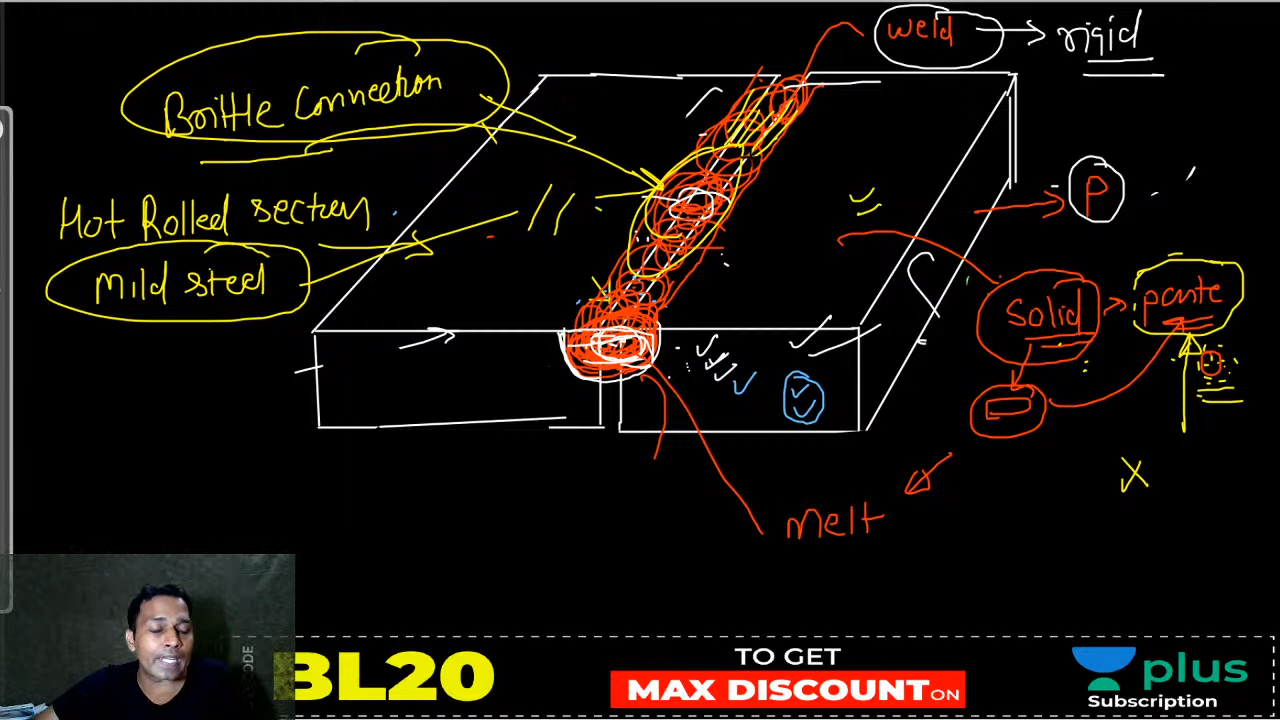 weld
rigid
Brittle Connection
Hot Rolled section
Mild steel
P
Solid
paste
melt
CODE
BL20
TO GET
MAX DISCOUNT ON
plus
Subscription